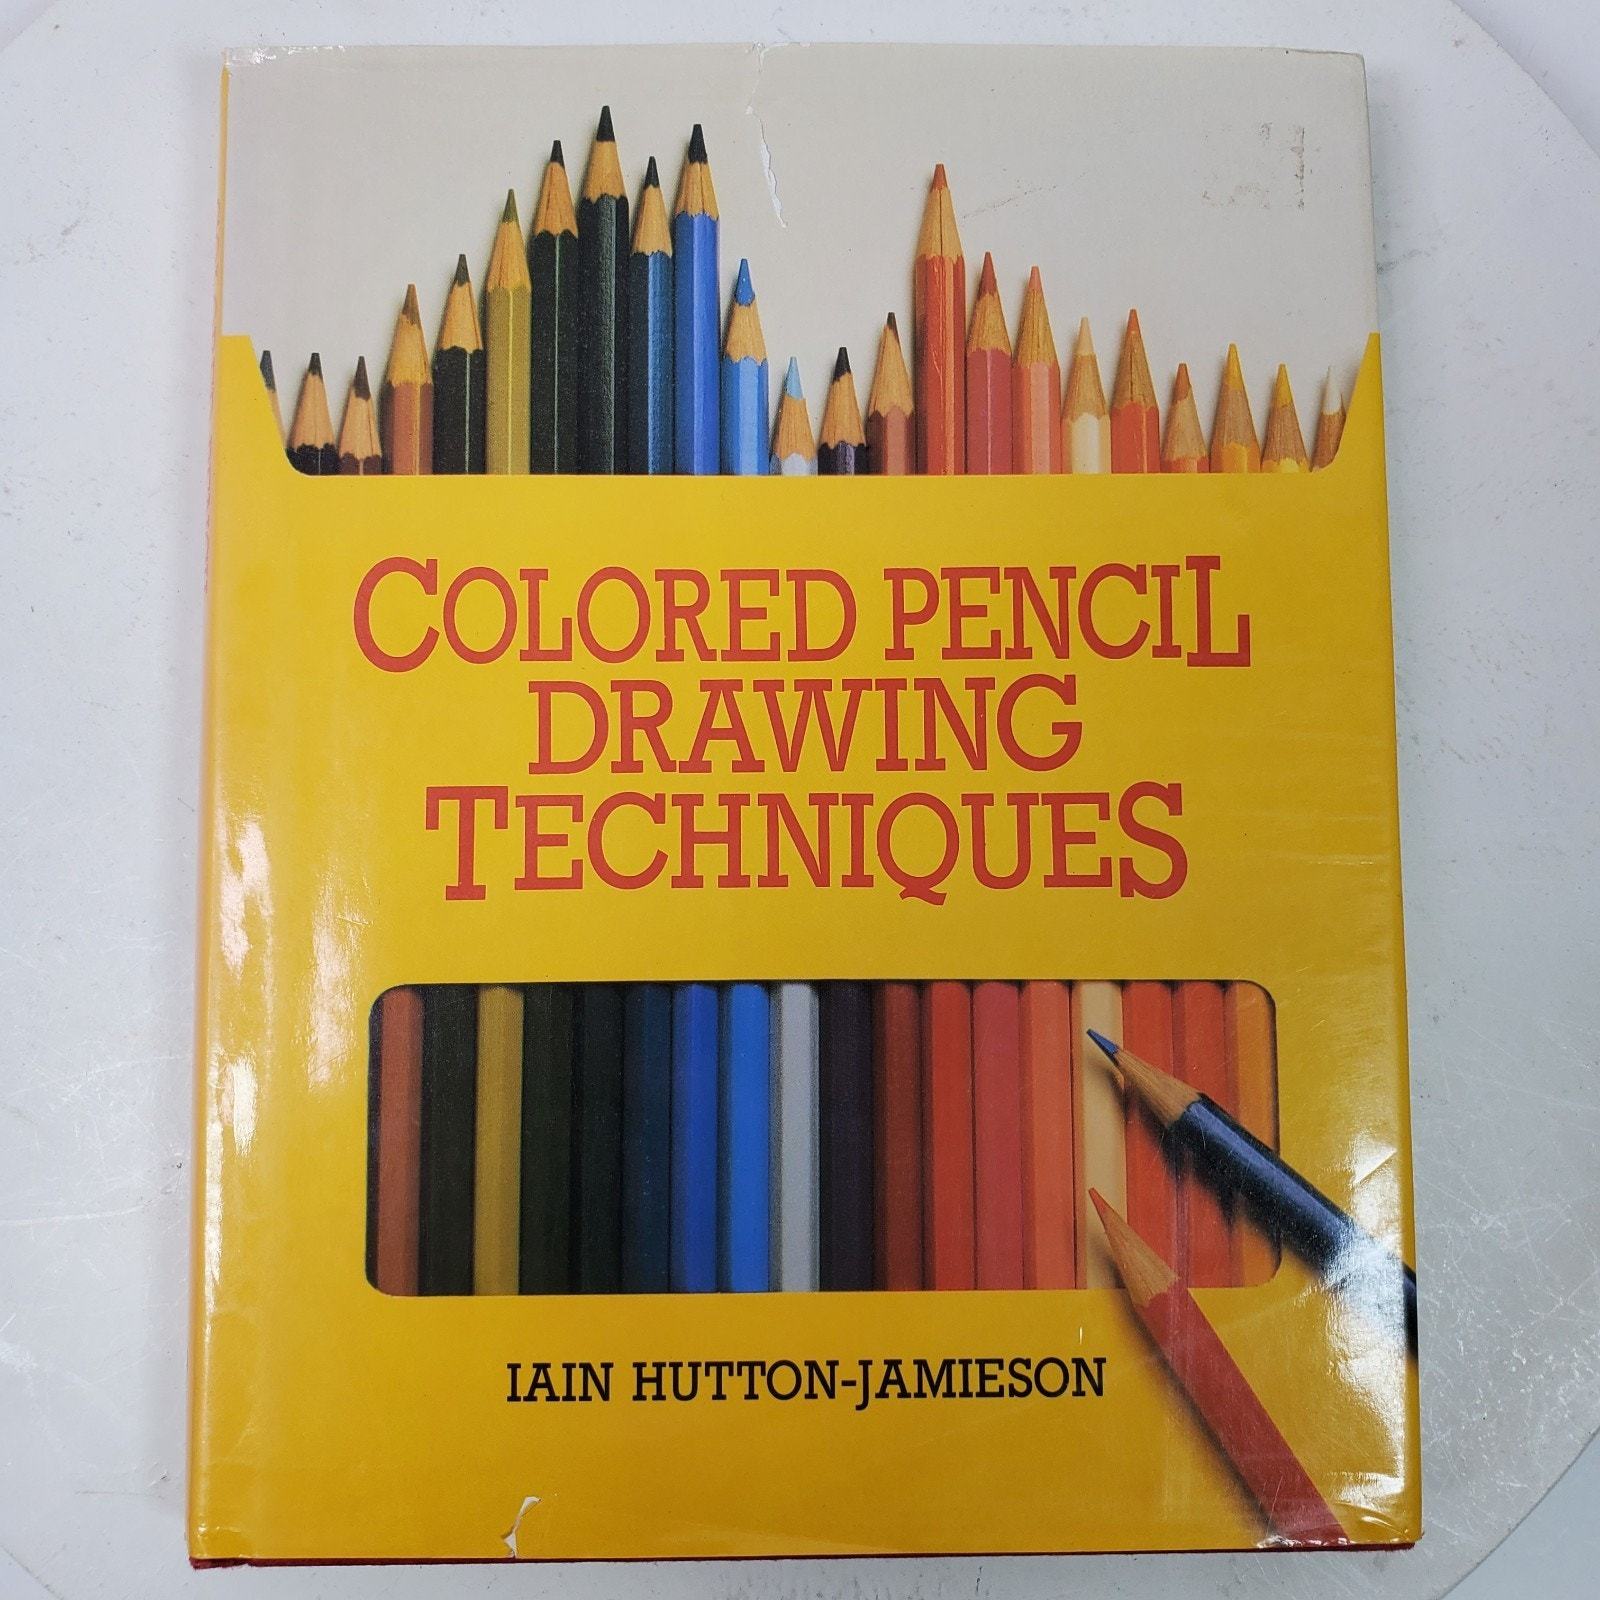 COLORED PENCIL
DRAWING
TECHNIQUES
IAIN HUTTON-JAMIESON